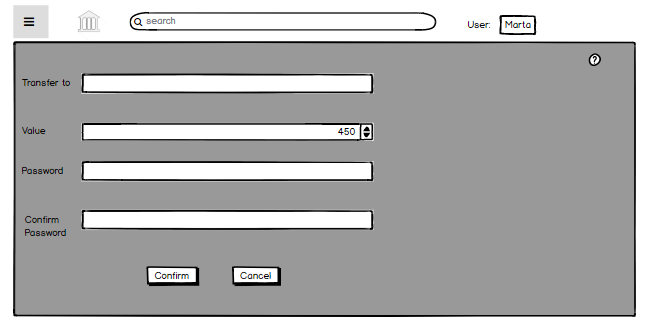 search
User: Marta
?
Transfer to
Value 450
Password
Confirm
Password
Confirm Cancel